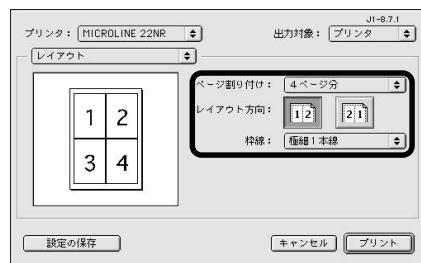 J1-8.7.1
プリンタ： MICROLINE 22NR 出力対象： プリンタ
レイアウト
ページ割り付け： 4ページ分
レイアウト方向： 1 2 2 1
枠線： 極細1本線
1 2
3 4
設定の保存 キャンセル プリント